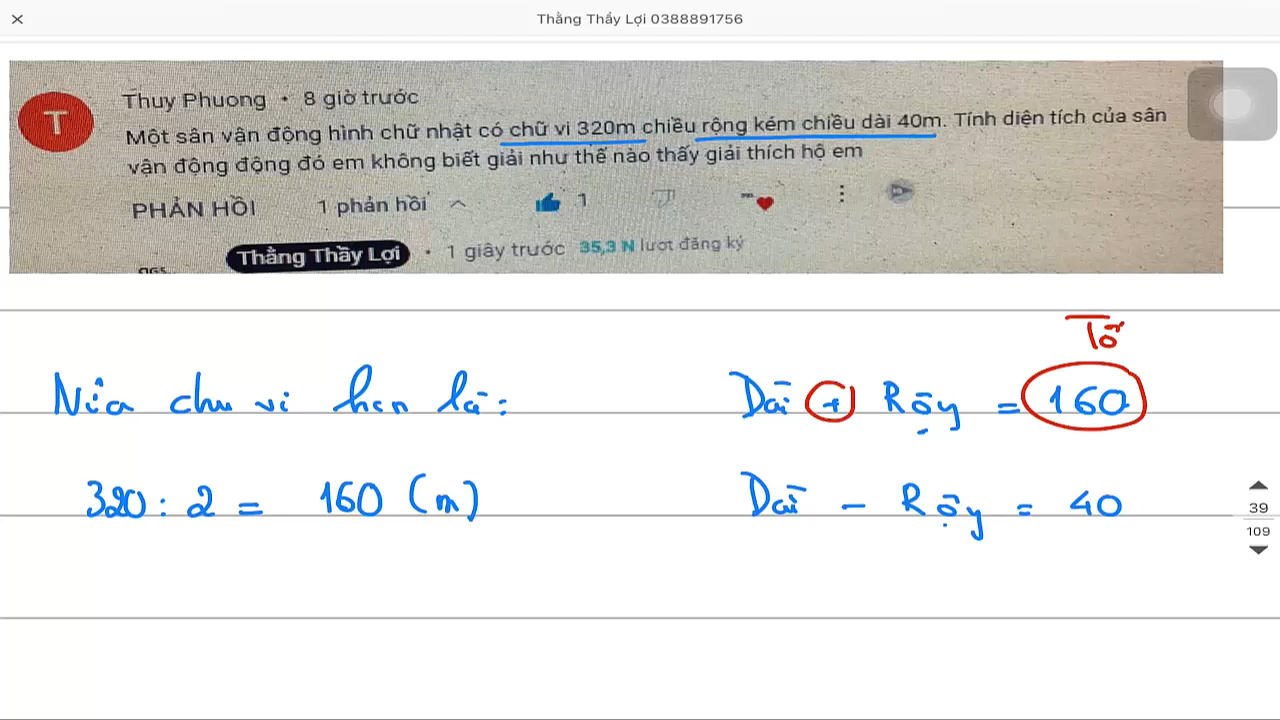 Thằng Thầy Lợi 0388891756
T
Thuy Phuong • 8 giờ trước
Một sân vận động hình chữ nhật có chữ vi 320m chiều rộng kém chiều dài 40m. Tính diện tích của sân
vận động động đó em không biết giải như thế nào thấy giải thích hộ em
PHẢN HỒI 1 phản hồi 1
Thằng Thầy Lợi • 1 giây trước 35,3 N lượt đăng ký
Tổ
Nửa chu vi hcn là: Dài + Rộng = 160
320 : 2 = 160 (m) Dài - Rộng = 40
39
109